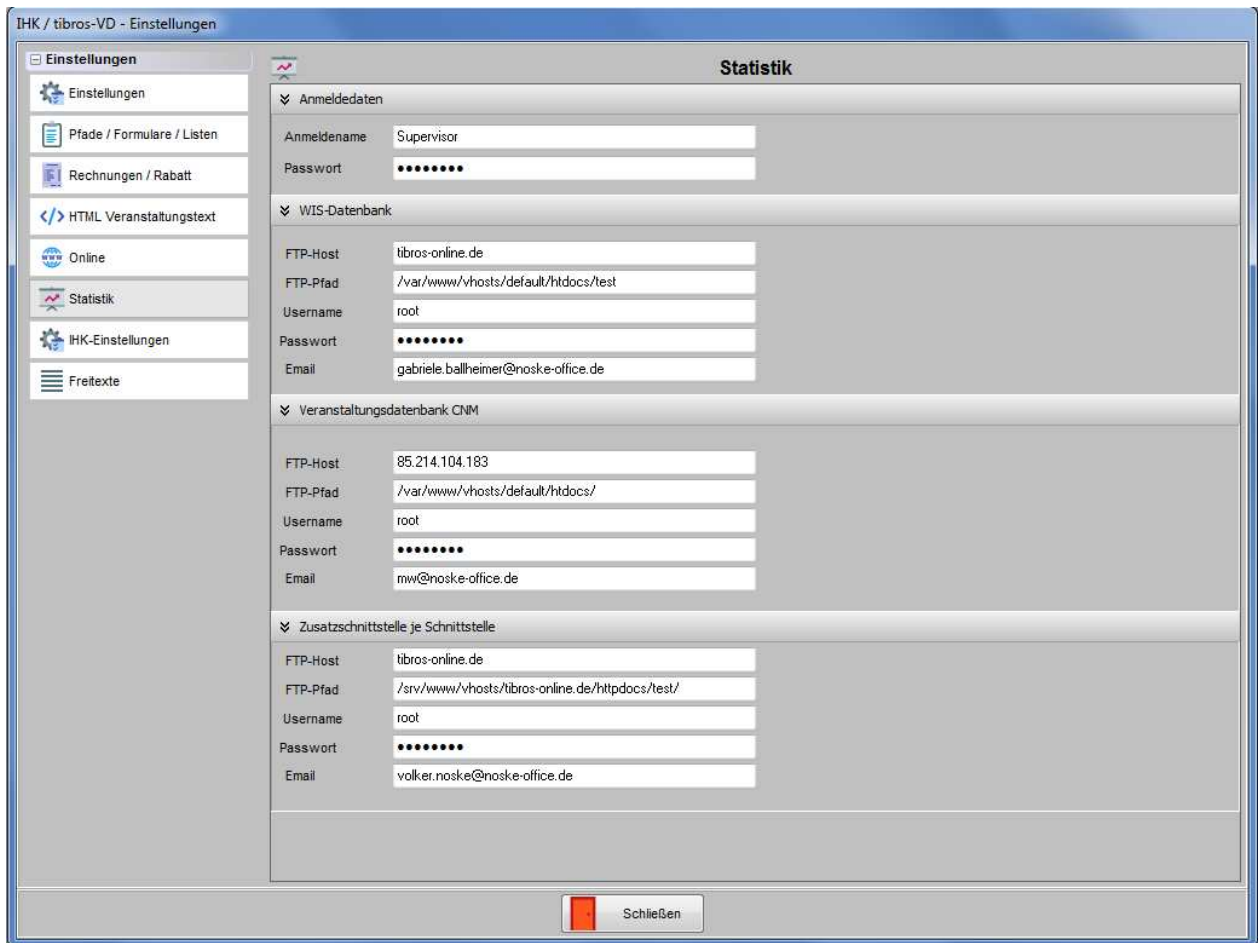 IHK / tibros-VD - Einstellungen
Einstellungen
Einstellungen
Pfade / Formulare / Listen
Rechnungen / Rabatt
HTML Veranstaltungstext
Online
Statistik
IHK-Einstellungen
Freitexte
Statistik
Anmeldedaten
Anmeldename Supervisor
Passwort ••••••••
WIS-Datenbank
FTP-Host tibros-online.de
FTP-Pfad /var/www/vhosts/default/htdocs/test
Username root
Passwort ••••••••
Email gabriele.ballheimer@noske-office.de
Veranstaltungsdatenbank CNM
FTP-Host 85.214.104.183
FTP-Pfad /var/www/vhosts/default/htdocs/
Username root
Passwort ••••••••
Email mw@noske-office.de
Zusatzschnittstelle je Schnittstelle
FTP-Host tibros-online.de
FTP-Pfad /srv/www/vhosts/tibros-online.de/httpdocs/test/
Username root
Passwort ••••••••
Email volker.noske@noske-office.de
Schließen